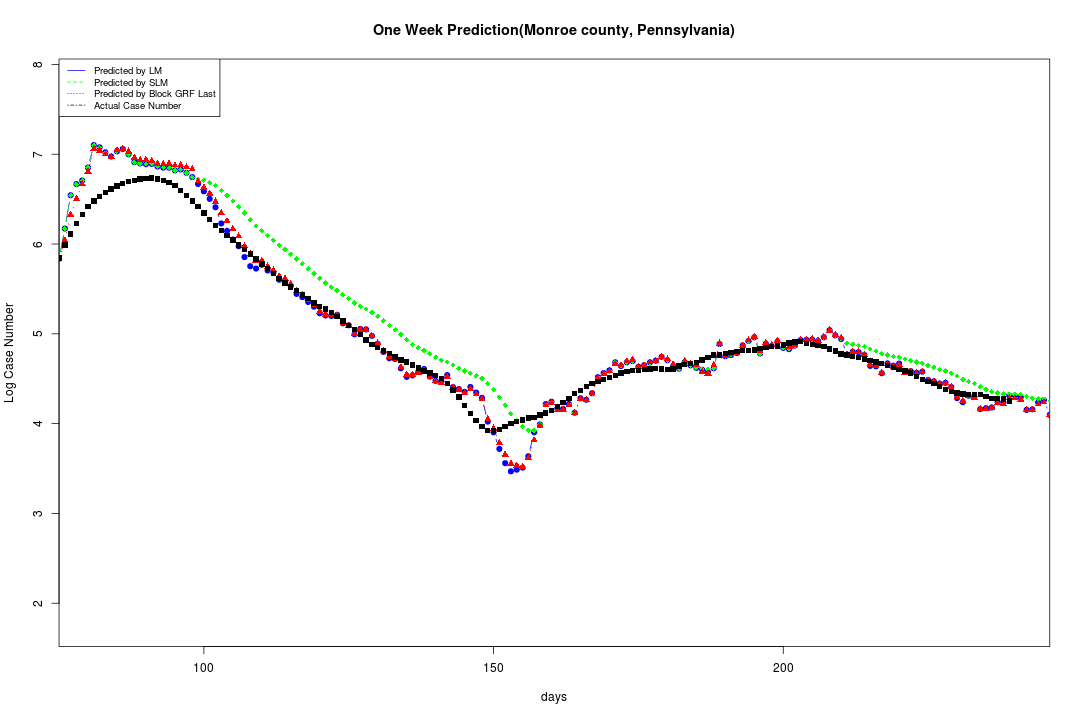 One Week Prediction(Monroe county, Pennsylvania)
Predicted by LM
Predicted by SLM
Predicted by Block GRF Last
Actual Case Number
8
7
6
5
4
3
2
Log Case Number
100
150
200
days